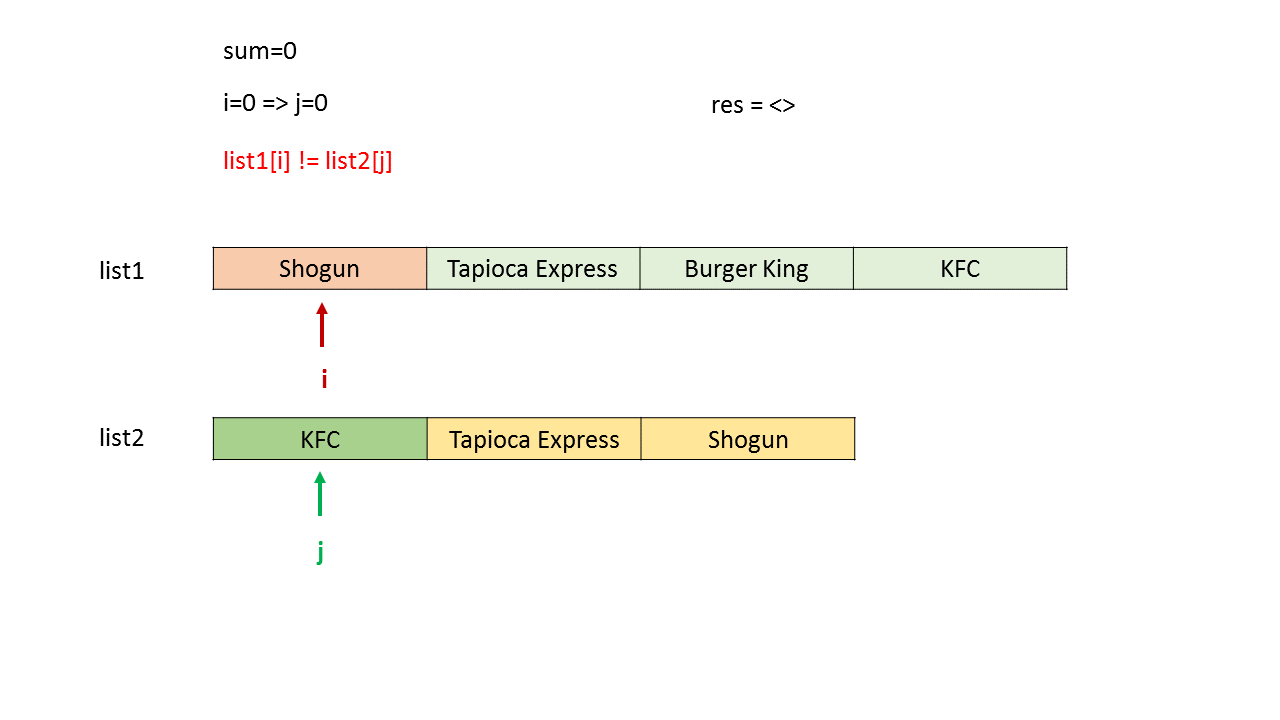 sum=0
i=0 => j=0
res = <>
list1[i] != list2[j]
list1
Shogun
Tapioca Express
Burger King
KFC
i
list2
KFC
Tapioca Express
Shogun
j